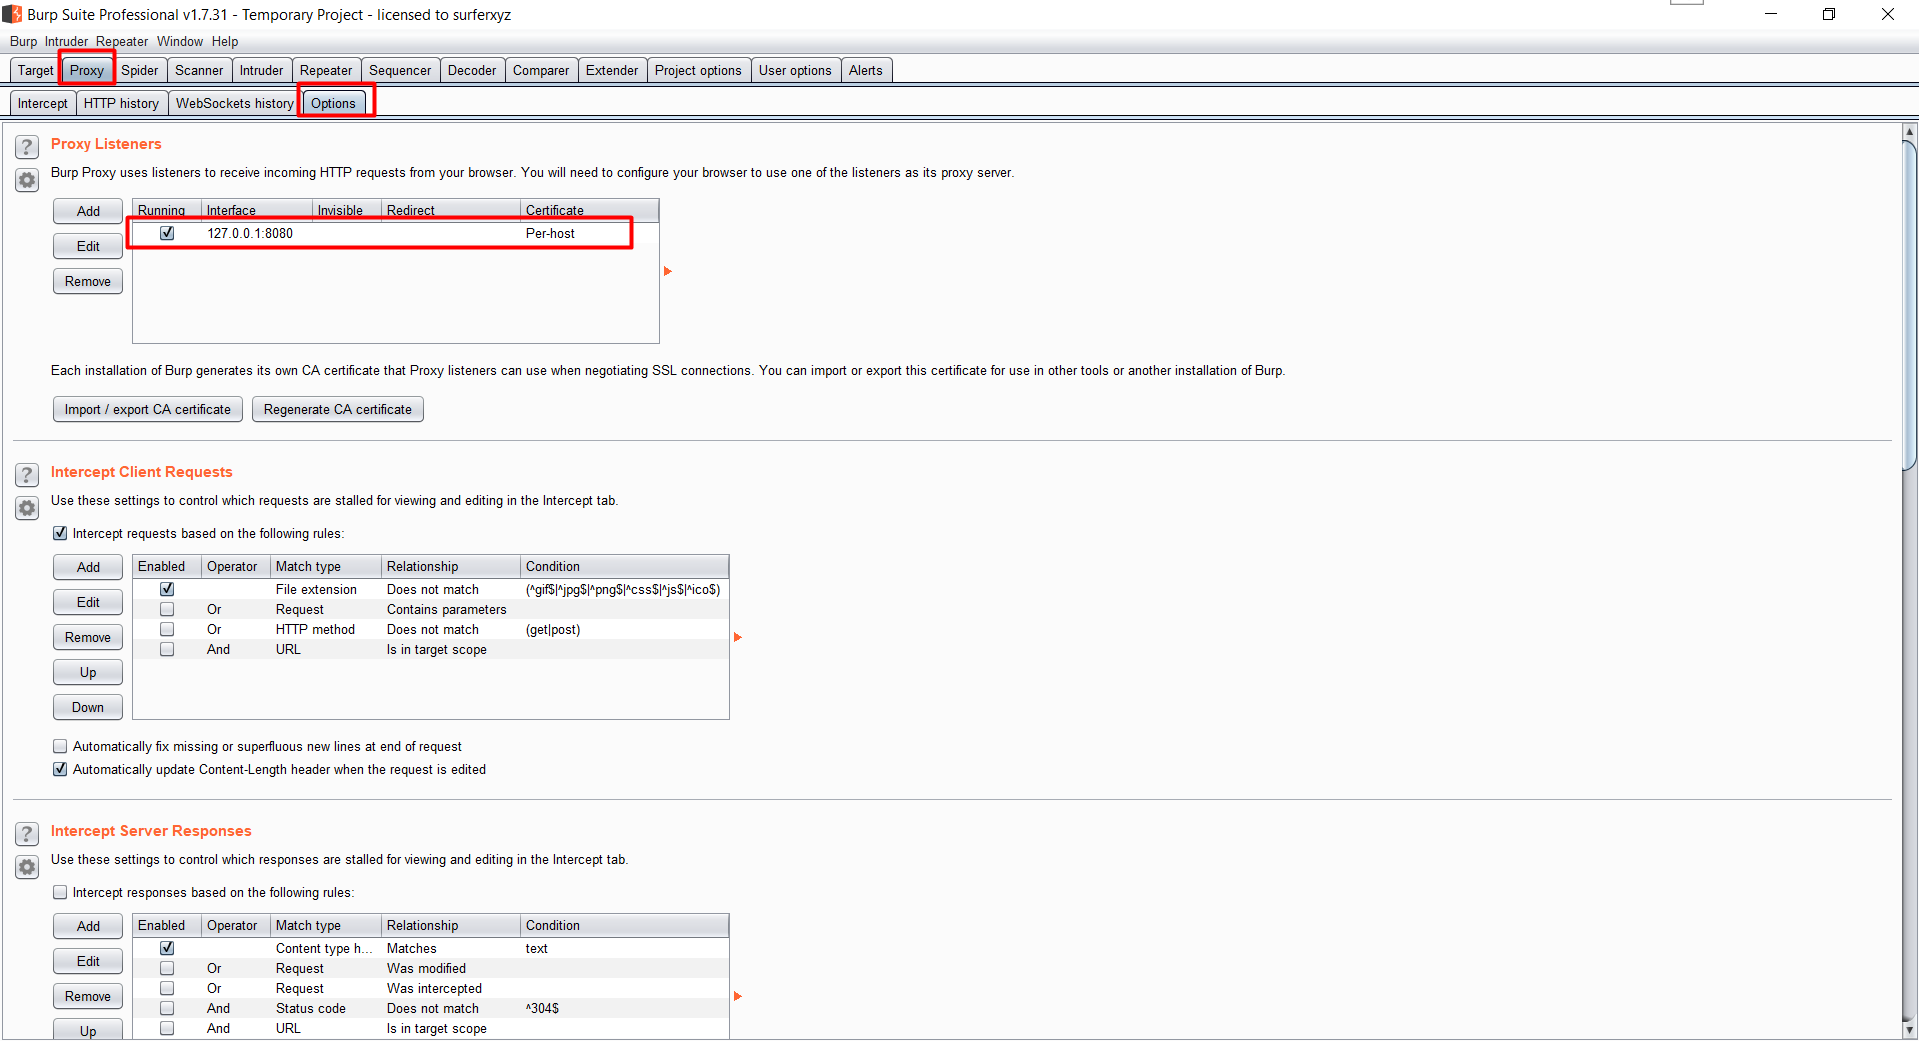 Burp Suite Professional v1.7.31 - Temporary Project - licensed to surferxyz
Burp Intruder Repeater Window Help
Target Proxy Spider Scanner Intruder Repeater Sequencer Decoder Comparer Extender Project options User options Alerts
Intercept HTTP history WebSockets history Options
? Proxy Listeners
Burp Proxy uses listeners to receive incoming HTTP requests from your browser. You will need to configure your browser to use one of the listeners as its proxy server.
Add Running Interface Invisible Redirect Certificate
127.0.0.1:8080 Per-host
Edit
Remove
Each installation of Burp generates its own CA certificate that Proxy listeners can use when negotiating SSL connections. You can import or export this certificate for use in other tools or another installation of Burp.
Import / export CA certificate Regenerate CA certificate
? Intercept Client Requests
Use these settings to control which requests are stalled for viewing and editing in the Intercept tab.
Intercept requests based on the following rules:
Add Enabled Operator Match type Relationship Condition
File extension Does not match (^gif$|^jpg$|^png$|^css$|^js$|^ico$)
Edit Or Request Contains parameters
Or HTTP method Does not match (get|post)
Remove And URL Is in target scope
Up
Down
Automatically fix missing or superfluous new lines at end of request
Automatically update Content-Length header when the request is edited
? Intercept Server Responses
Use these settings to control which responses are stalled for viewing and editing in the Intercept tab.
Intercept responses based on the following rules:
Add Enabled Operator Match type Relationship Condition
Content type h... Matches text
Edit Or Request Was modified
Or Request Was intercepted
Remove And Status code Does not match ^304$
Up And URL Is in target scope